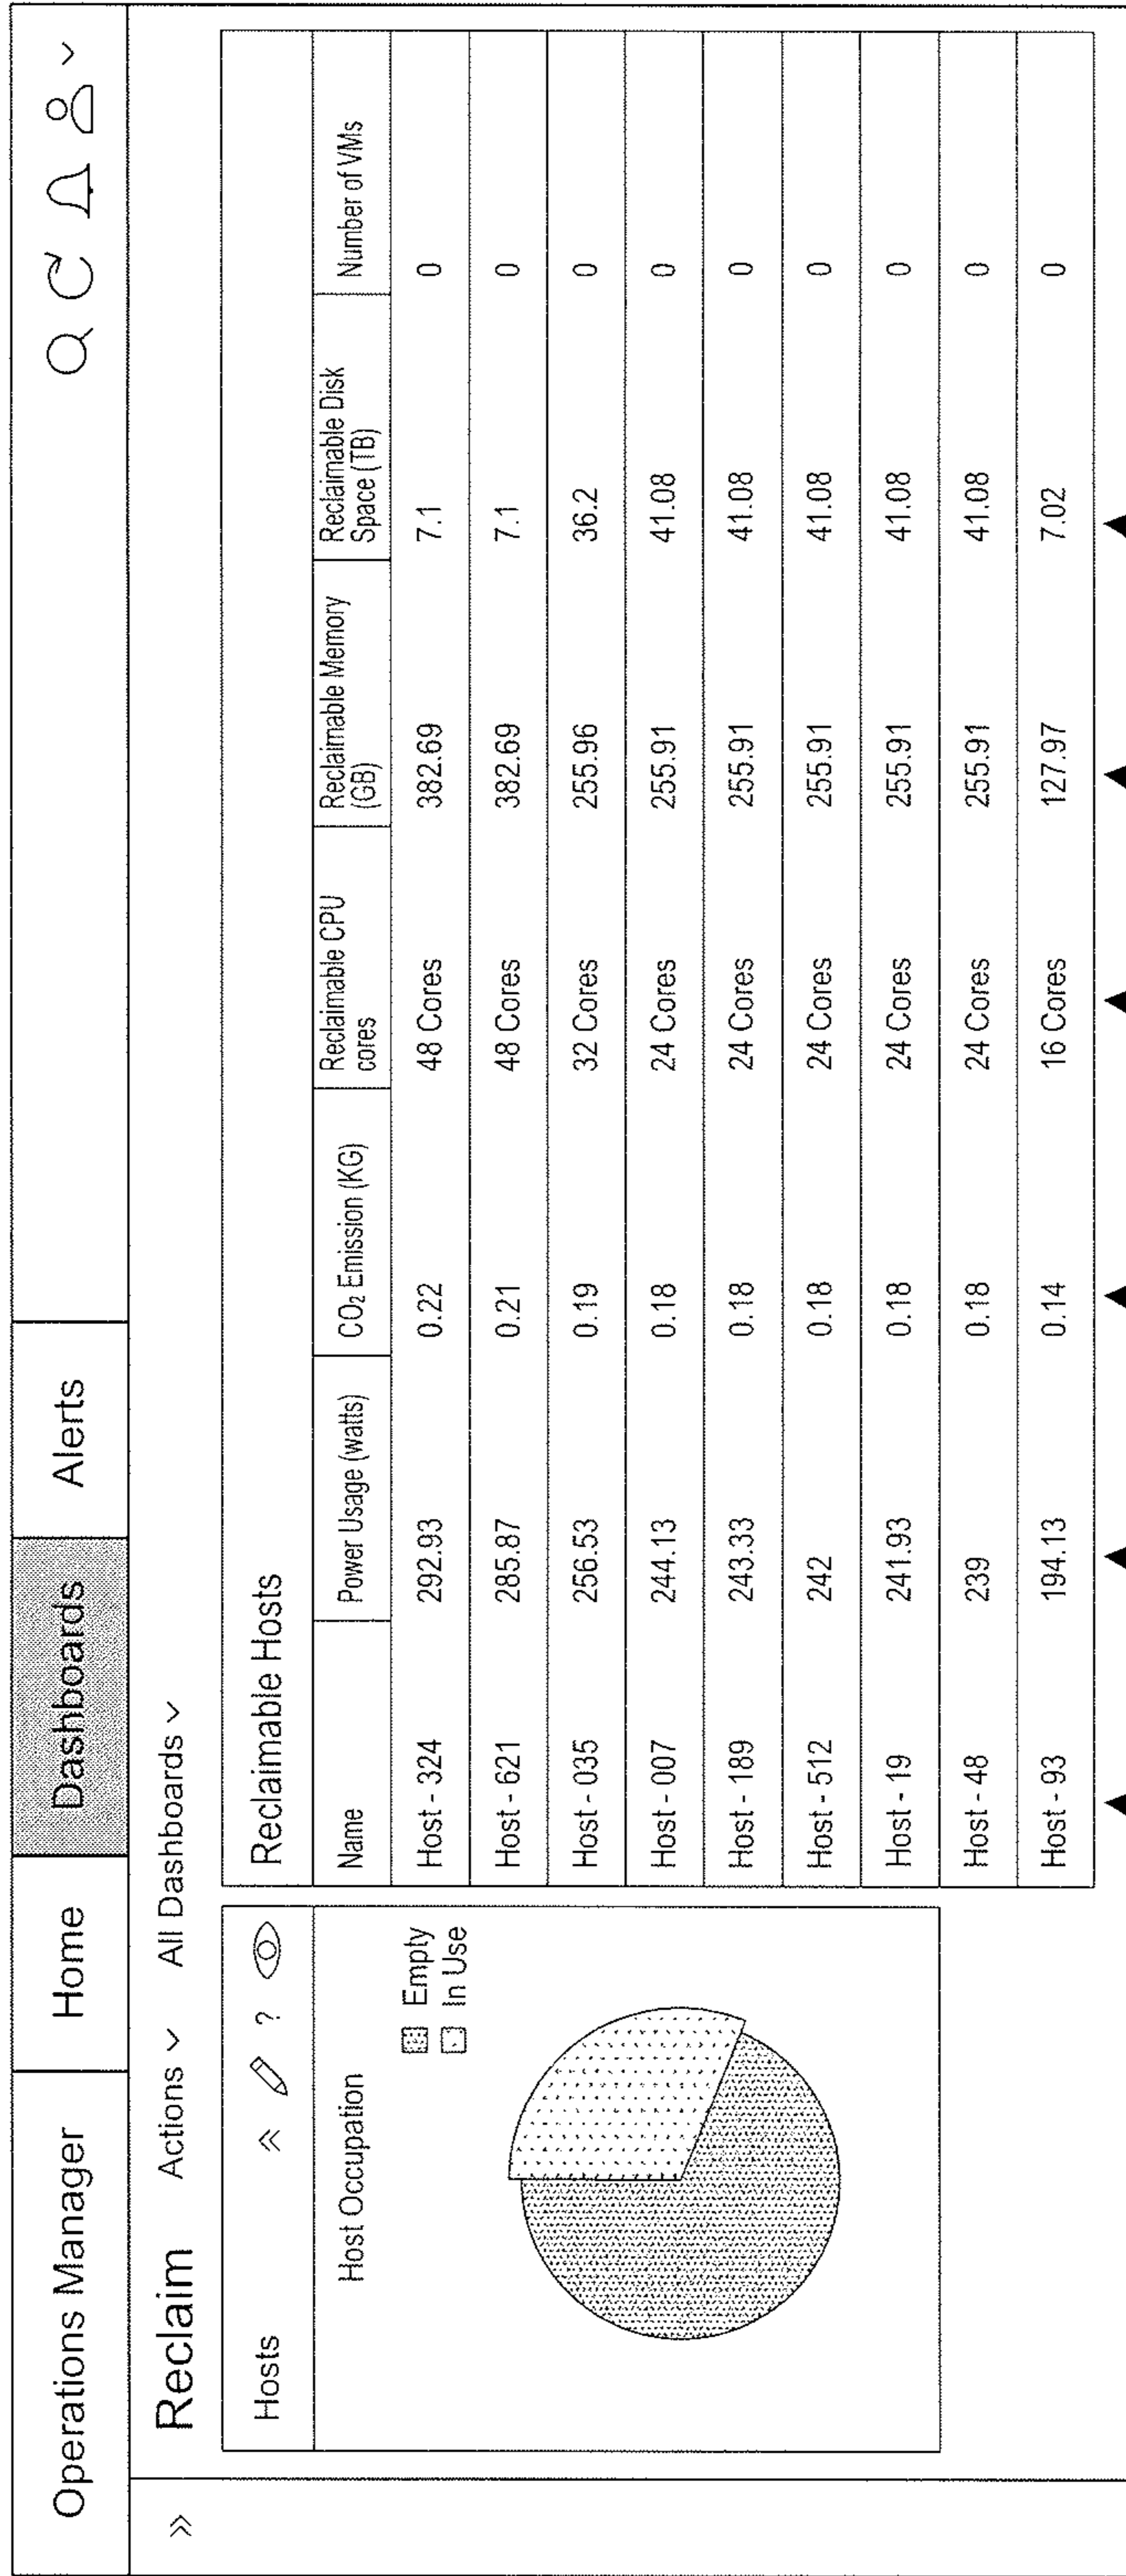 Operations Manager Home Dashboards Alerts
Reclaim Actions All Dashboards
Hosts ?
Host Occupation
Empty
In Use
Reclaimable Hosts
Name Power Usage (watts) CO₂ Emission (KG) Reclaimable CPU cores Reclaimable Memory (GB) Reclaimable Disk Space (TB) Number of VMs
Host - 324 292.93 0.22 48 Cores 382.69 7.1 0
Host - 621 285.87 0.21 48 Cores 382.69 7.1 0
Host - 035 256.53 0.19 32 Cores 255.96 36.2 0
Host - 007 244.13 0.18 24 Cores 255.91 41.08 0
Host - 189 243.33 0.18 24 Cores 255.91 41.08 0
Host - 512 242 0.18 24 Cores 255.91 41.08 0
Host - 19 241.93 0.18 24 Cores 255.91 41.08 0
Host - 48 239 0.18 24 Cores 255.91 41.08 0
Host - 93 194.13 0.14 16 Cores 127.97 7.02 0